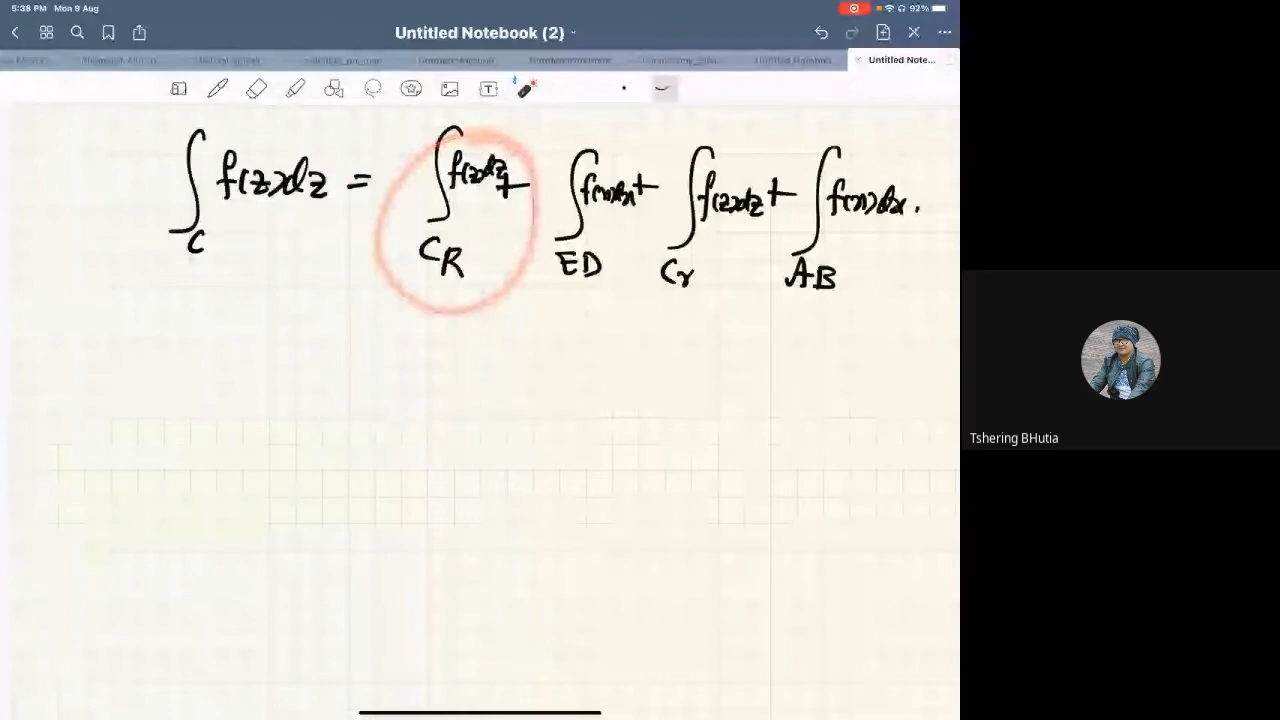 5:38 PM Mon 9 Aug 92%
Untitled Notebook (2)
Untitled Note...
∫_C f(z)dz = ∫_{C_R} f(z)dz + ∫_{ED} f(x)dx + ∫_{C_r} f(z)dz + ∫_{AB} f(x)dx.
Tshering BHutia